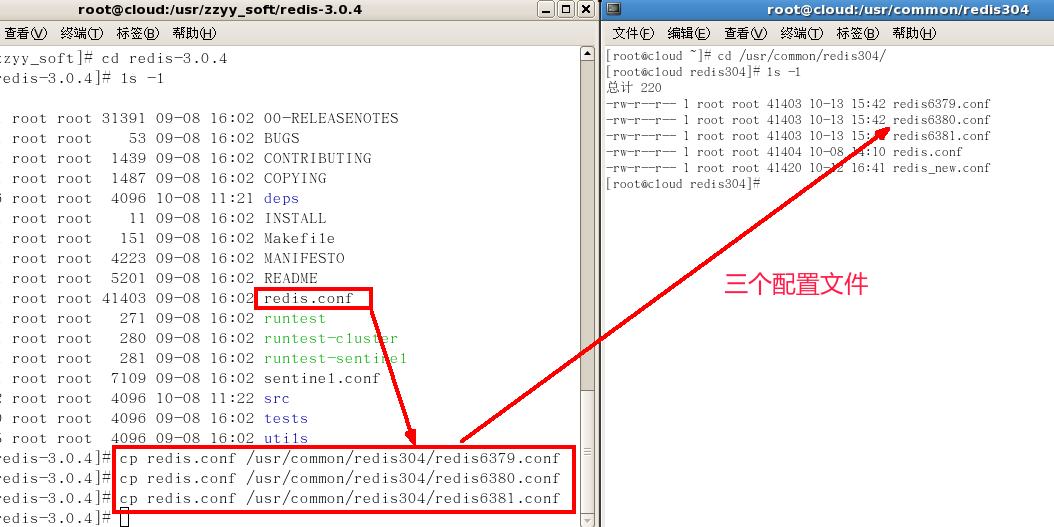 root@cloud:/usr/zzyy_soft/redis-3.0.4
查看(V) 终端(T) 标签(B) 帮助(H)
zzyy_soft]# cd redis-3.0.4
redis-3.0.4]# ls -l
root root 31391 09-08 16:02 00-RELEASENOTES
root root 53 09-08 16:02 BUGS
root root 1439 09-08 16:02 CONTRIBUTING
root root 1487 09-08 16:02 COPYING
root root 4096 10-08 11:21 deps
root root 11 09-08 16:02 INSTALL
root root 151 09-08 16:02 Makefile
root root 4223 09-08 16:02 MANIFESTO
root root 5201 09-08 16:02 README
root root 41403 09-08 16:02 redis.conf
root root 271 09-08 16:02 runtest
root root 280 09-08 16:02 runtest-cluster
root root 281 09-08 16:02 runtest-sentinel
root root 7109 09-08 16:02 sentinel.conf
root root 4096 10-08 11:22 src
root root 4096 09-08 16:02 tests
root root 4096 09-08 16:02 utils
redis-3.0.4]# cp redis.conf /usr/common/redis304/redis6379.conf
redis-3.0.4]# cp redis.conf /usr/common/redis304/redis6380.conf
redis-3.0.4]# cp redis.conf /usr/common/redis304/redis6381.conf
redis-3.0.4]#
root@cloud:/usr/common/redis304
文件(F) 编辑(E) 查看(V) 终端(T) 标签(B) 帮助(H)
[root@cloud ~]# cd /usr/common/redis304/
[root@cloud redis304]# ls -l
总计 220
-rw-r--r-- 1 root root 41403 10-13 15:42 redis6379.conf
-rw-r--r-- 1 root root 41403 10-13 15:42 redis6380.conf
-rw-r--r-- 1 root root 41403 10-13 redis6381.conf
-rw-r--r-- 1 root root 41404 10-08 14:10 redis.conf
-rw-r--r-- 1 root root 41420 10-12 16:41 redis_new.conf
[root@cloud redis304]#
三个配置文件